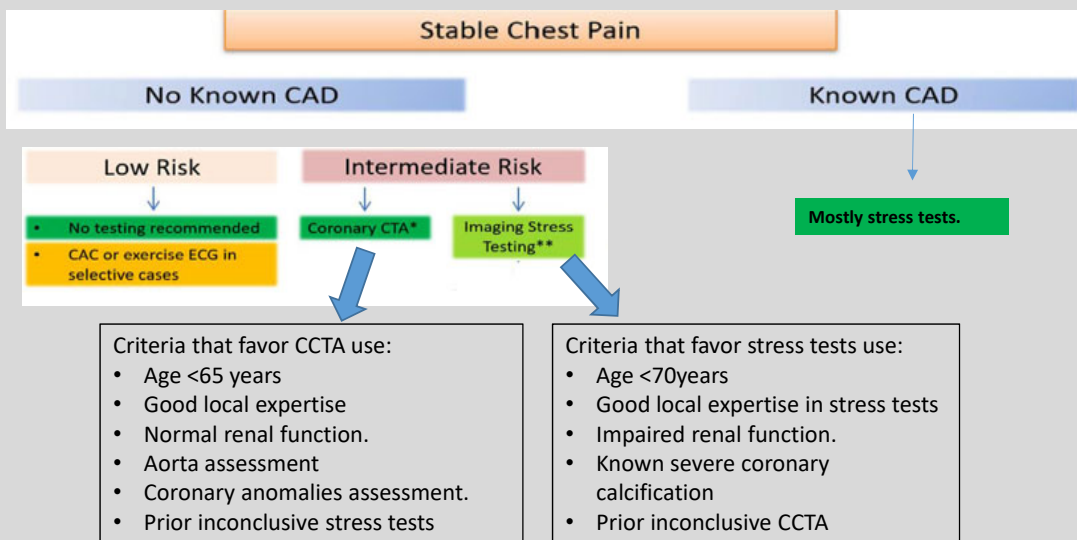 Stable Chest Pain
No Known CAD
Known CAD
Low Risk
• No testing recommended
• CAC or exercise ECG in
selective cases
Intermediate Risk
Coronary CTA*
Imaging Stress
Testing**
Mostly stress tests.
Criteria that favor CCTA use:
• Age <65 years
• Good local expertise
• Normal renal function.
• Aorta assessment
• Coronary anomalies assessment.
• Prior inconclusive stress tests
Criteria that favor stress tests use:
• Age <70years
• Good local expertise in stress tests
• Impaired renal function.
• Known severe coronary
calcification
• Prior inconclusive CCTA